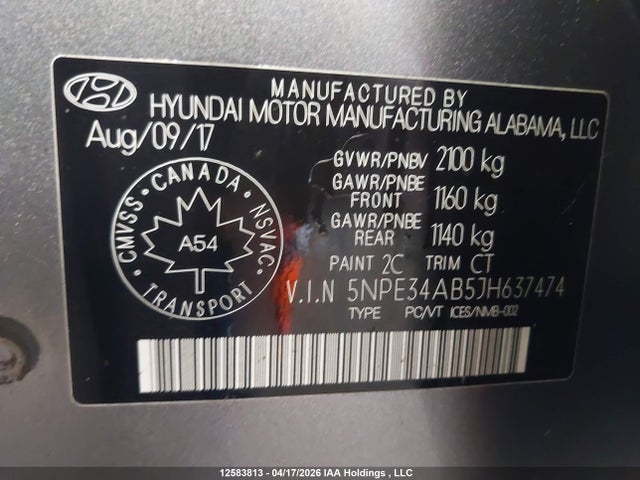 MANUFACTURED BY
HYUNDAI MOTOR MANUFACTURING ALABAMA, LLC
Aug/09/17
GVWR/PNBV 2100 kg
GAWR/PNBE FRONT 1160 kg
GAWR/PNBE REAR 1140 kg
PAINT 2C TRIM CT
CANADA
CMVSS NSVAC
A54
TRANSPORT
V.I.N 5NPE34AB5JH637474
TYPE PC/VT ICES/NMB-002
12583813 - 04/17/2026 IAA Holdings , LLC